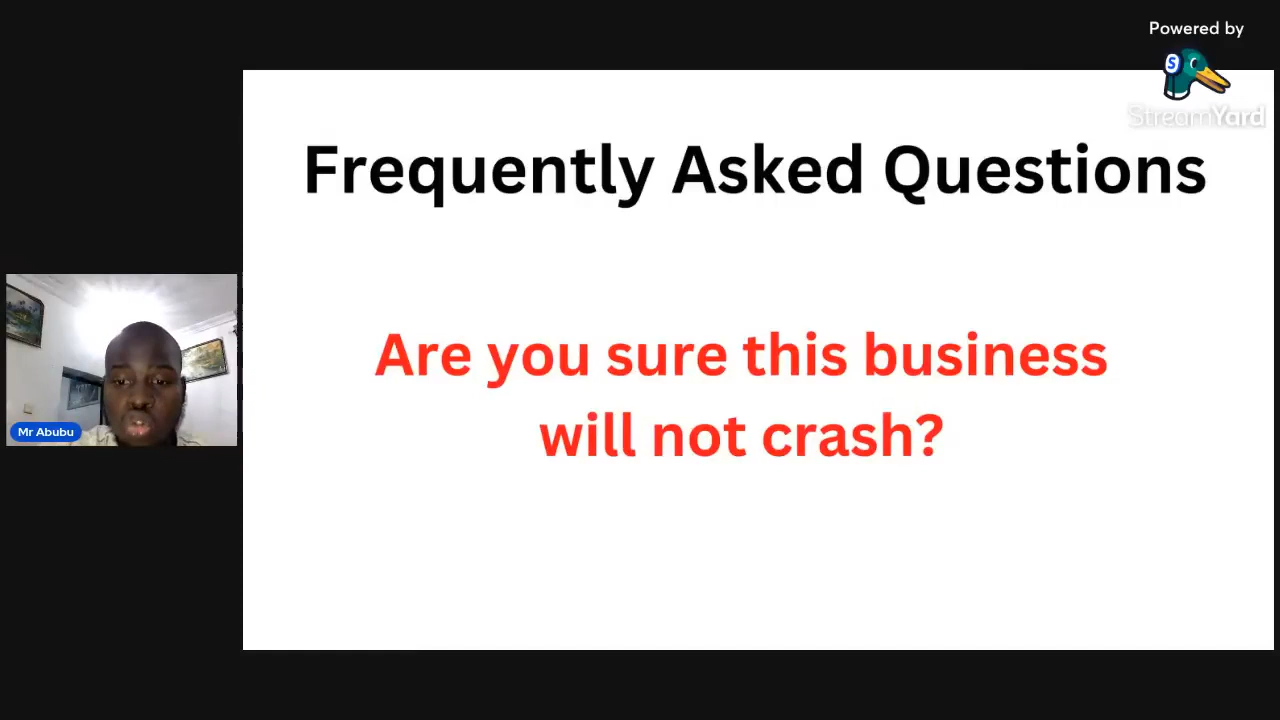 Powered by
S
StreamYard
Frequently Asked Questions
Are you sure this business
will not crash?
Mr Abubu